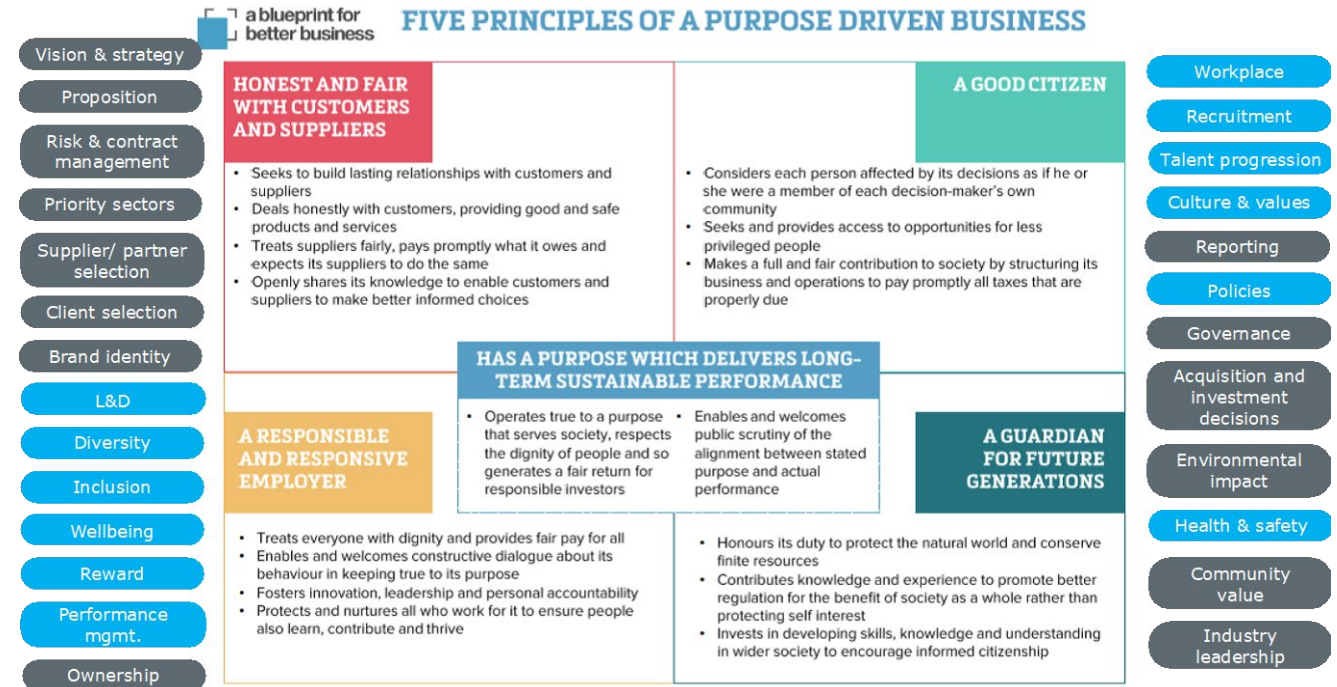 a blueprint for
better business
FIVE PRINCIPLES OF A PURPOSE DRIVEN BUSINESS
Vision & strategy
Proposition
Risk & contract
management
Priority sectors
Supplier/ partner
selection
Client selection
Brand identity
L&D
Diversity
Inclusion
Wellbeing
Reward
Performance
mgmt.
Ownership
HONEST AND FAIR
WITH CUSTOMERS
AND SUPPLIERS
• Seeks to build lasting relationships with customers and
suppliers
• Deals honestly with customers, providing good and safe
products and services
• Treats suppliers fairly, pays promptly what it owes and
expects its suppliers to do the same
• Openly shares its knowledge to enable customers and
suppliers to make better informed choices
A GOOD CITIZEN
• Considers each person affected by its decisions as if he or
she were a member of each decision-maker's own
community
• Seeks and provides access to opportunities for less
privileged people
• Makes a full and fair contribution to society by structuring its
business and operations to pay promptly all taxes that are
properly due
HAS A PURPOSE WHICH DELIVERS LONG-
TERM SUSTAINABLE PERFORMANCE
• Operates true to a purpose
that serves society, respects
the dignity of people and so
generates a fair return for
responsible investors
• Enables and welcomes
public scrutiny of the
alignment between stated
purpose and actual
performance
A RESPONSIBLE
AND RESPONSIVE
EMPLOYER
• Treats everyone with dignity and provides fair pay for all
• Enables and welcomes constructive dialogue about its
behaviour in keeping true to its purpose
• Fosters innovation, leadership and personal accountability
• Protects and nurtures all who work for it to ensure people
also learn, contribute and thrive
A GUARDIAN
FOR FUTURE
GENERATIONS
• Honours its duty to protect the natural world and conserve
finite resources
• Contributes knowledge and experience to promote better
regulation for the benefit of society as a whole rather than
protecting self interest
• Invests in developing skills, knowledge and understanding
in wider society to encourage informed citizenship
Workplace
Recruitment
Talent progression
Culture & values
Reporting
Policies
Governance
Acquisition and
investment
decisions
Environmental
impact
Health & safety
Community
value
Industry
leadership